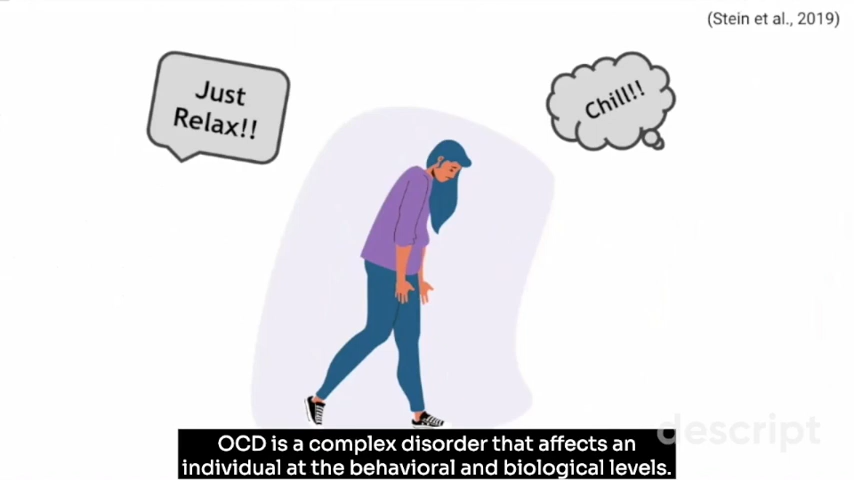 (Stein et al., 2019)
Just
Relax!!
Chill!!
descript
OCD is a complex disorder that affects an
individual at the behavioral and biological levels.